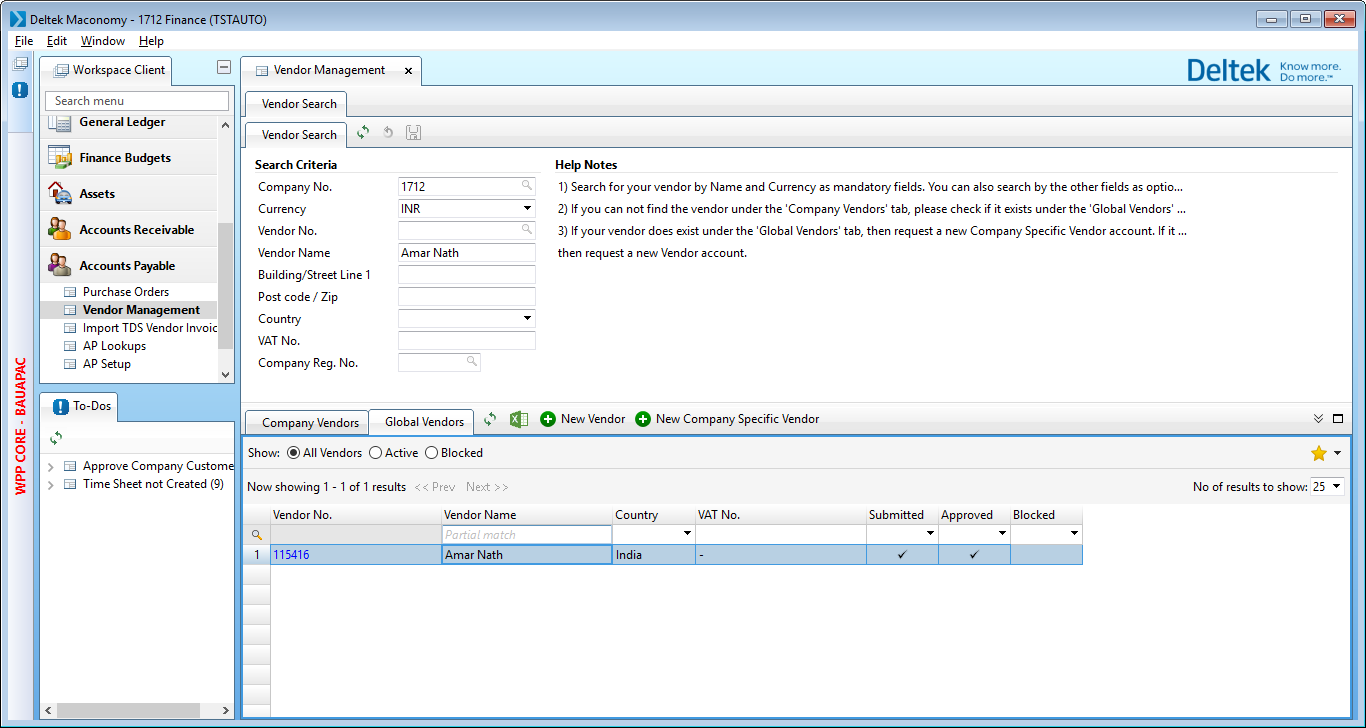 Deltek Maconomy - 1712 Finance (TSTAUTO)
File Edit Window Help
Workspace Client
Search menu
General Ledger
Finance Budgets
Assets
Accounts Receivable
Accounts Payable
Purchase Orders
Vendor Management
Import TDS Vendor Invoic
AP Lookups
AP Setup
WPP CORE - BAUAPAC
To-Dos
Approve Company Custome
Time Sheet not Created (9)
Vendor Management
Deltek Know more. Do more.™
Vendor Search
Vendor Search
Search Criteria
Company No. 1712
Currency INR
Vendor No.
Vendor Name Amar Nath
Building/Street Line 1
Post code / Zip
Country
VAT No.
Company Reg. No.
Help Notes
1) Search for your vendor by Name and Currency as mandatory fields. You can also search by the other fields as optio...
2) If you can not find the vendor under the 'Company Vendors' tab, please check if it exists under the 'Global Vendors' ...
3) If your vendor does exist under the 'Global Vendors' tab, then request a new Company Specific Vendor account. If it ...
then request a new Vendor account.
Company Vendors Global Vendors New Vendor New Company Specific Vendor
Show: All Vendors Active Blocked
Now showing 1 - 1 of 1 results << Prev Next >> No of results to show: 25
Vendor No. Vendor Name Country VAT No. Submitted Approved Blocked
Partial match
1 115416 Amar Nath India - ✓ ✓